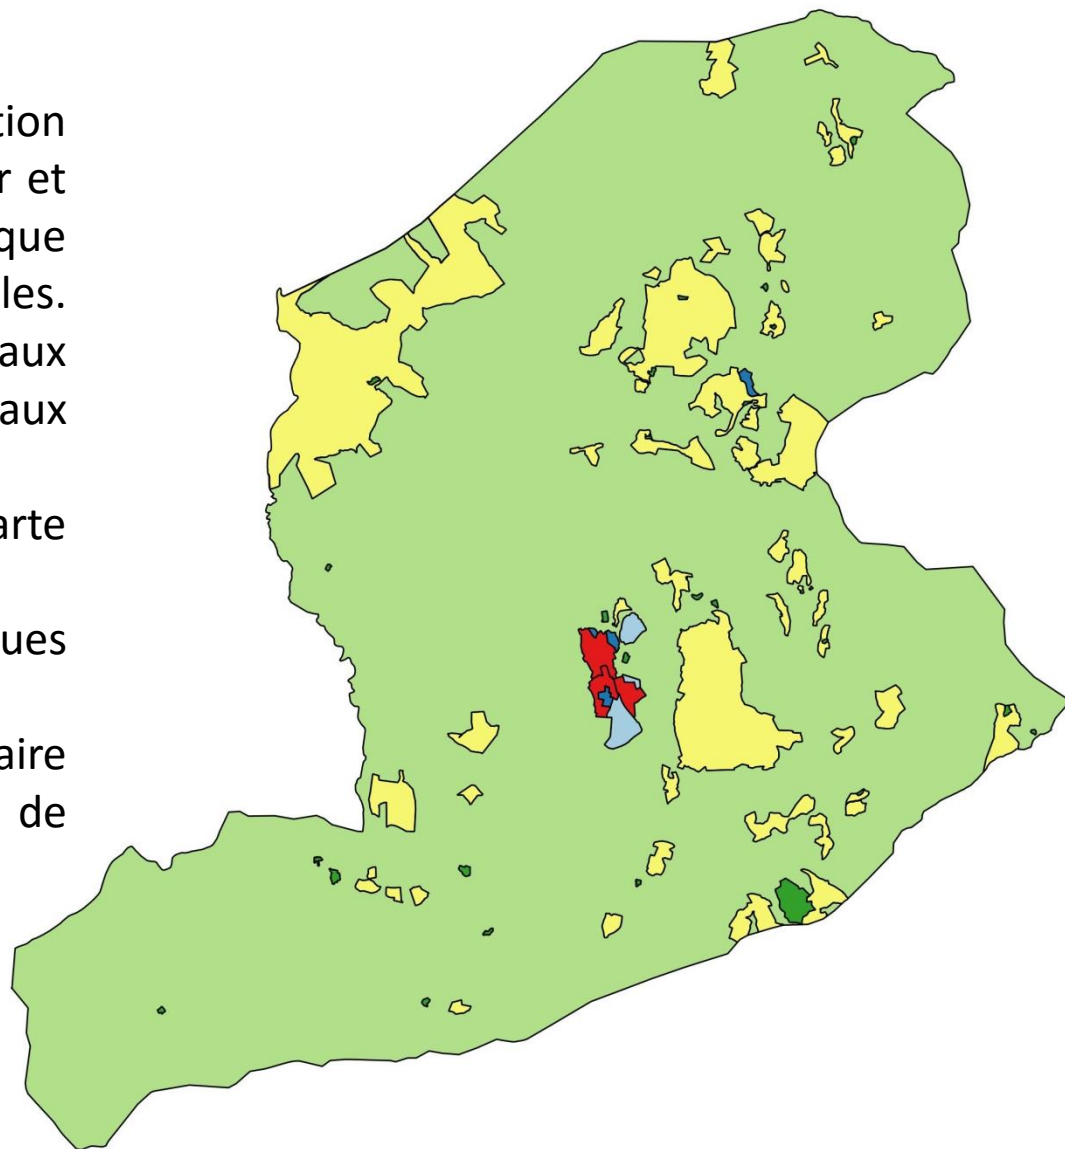 tion
r et
que
les.
aux
aux
arte
ues
aire
de